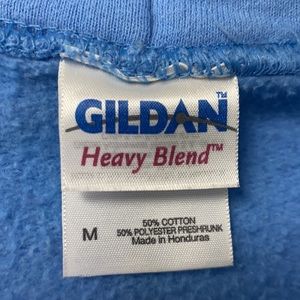 GILDAN™
Heavy Blend™
M
50% COTTON
50% POLYESTER PRESHRUNK
Made in Honduras